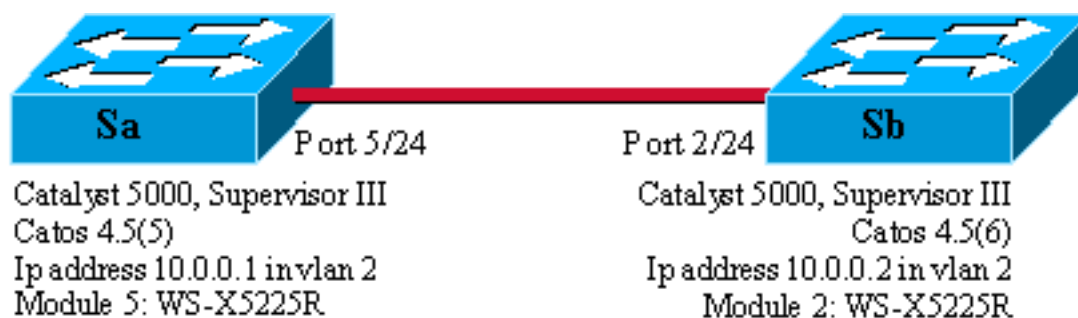 Sa
Sb
Port 5/24
Port 2/24
Catalyst 5000, Supervisor III
Catos 4.5(5)
Ip address 10.0.0.1 in vlan 2
Module 5: WS-X5225R
Catalyst 5000, Supervisor III
Catos 4.5(6)
Ip address 10.0.0.2 in vlan 2
Module 2: WS-X5225R